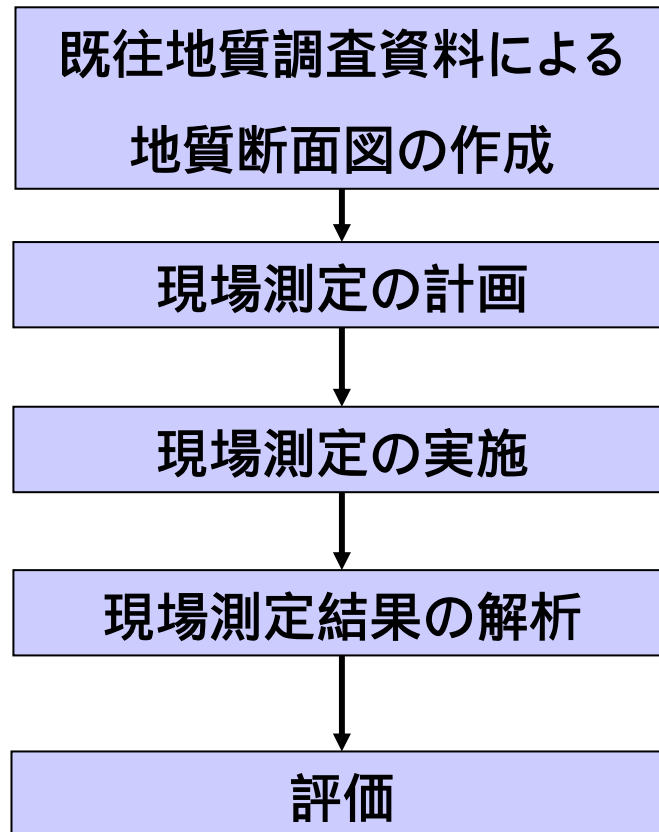 既往地質調査資料による
地質断面図の作成
現場測定の計画
現場測定の実施
現場測定結果の解析
評価